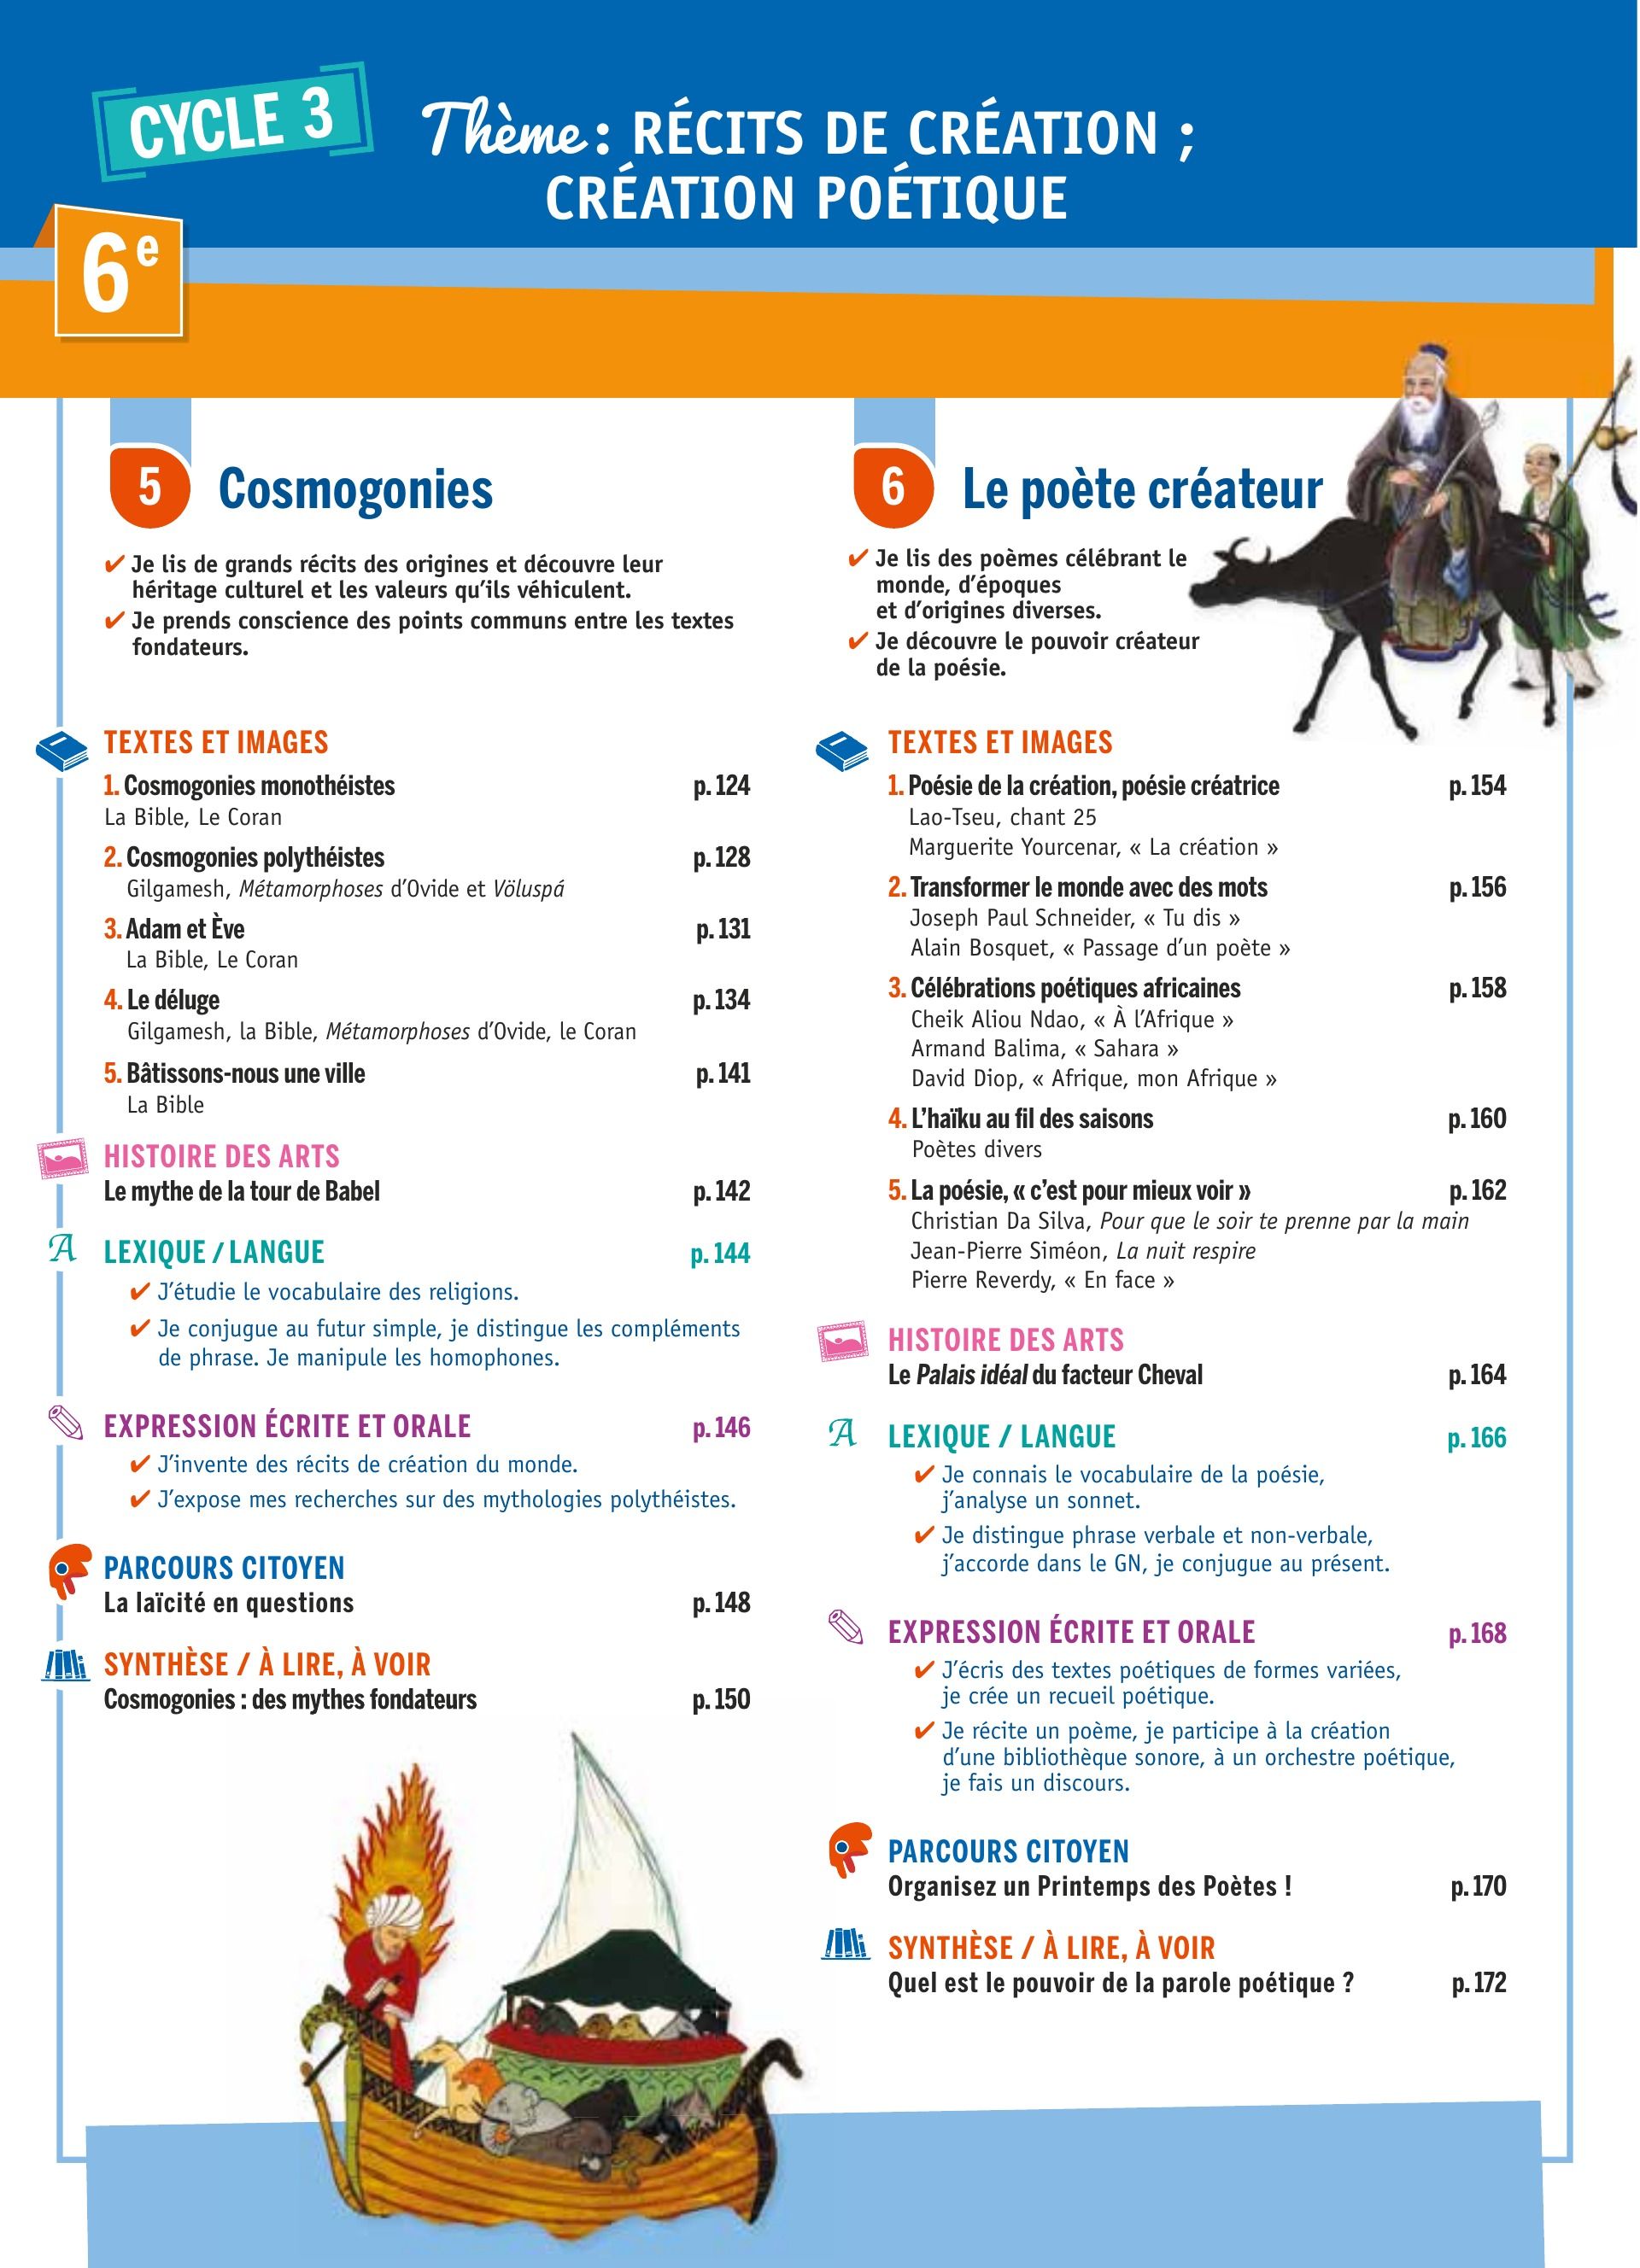 CYCLE 3
Thème : RÉCITS DE CRÉATION ;
CRÉATION POÉTIQUE
6e
5 Cosmogonies
✔ Je lis de grands récits des origines et découvre leur
héritage culturel et les valeurs qu’ils véhiculent.
✔ Je prends conscience des points communs entre les textes
fondateurs.
TEXTES ET IMAGES
1. Cosmogonies monothéistes p. 124
La Bible, Le Coran
2. Cosmogonies polythéistes p. 128
Gilgamesh, Métamorphoses d’Ovide et Völuspá
3. Adam et Ève p. 131
La Bible, Le Coran
4. Le déluge p. 134
Gilgamesh, la Bible, Métamorphoses d’Ovide, le Coran
5. Bâtissons-nous une ville p. 141
La Bible
HISTOIRE DES ARTS
Le mythe de la tour de Babel p. 142
LEXIQUE / LANGUE p. 144
✔ J’étudie le vocabulaire des religions.
✔ Je conjugue au futur simple, je distingue les compléments
de phrase. Je manipule les homophones.
EXPRESSION ÉCRITE ET ORALE p. 146
✔ J’invente des récits de création du monde.
✔ J’expose mes recherches sur des mythologies polythéistes.
PARCOURS CITOYEN
La laïcité en questions p. 148
SYNTHÈSE / À LIRE, À VOIR
Cosmogonies : des mythes fondateurs p. 150
6 Le poète créateur
✔ Je lis des poèmes célébrant le
monde, d’époques
et d’origines diverses.
✔ Je découvre le pouvoir créateur
de la poésie.
TEXTES ET IMAGES
1. Poésie de la création, poésie créatrice p. 154
Lao-Tseu, chant 25
Marguerite Yourcenar, « La création »
2. Transformer le monde avec des mots p. 156
Joseph Paul Schneider, « Tu dis »
Alain Bosquet, « Passage d’un poète »
3. Célébrations poétiques africaines p. 158
Cheik Aliou Ndao, « À l’Afrique »
Armand Balima, « Sahara »
David Diop, « Afrique, mon Afrique »
4. L’haïku au fil des saisons p. 160
Poètes divers
5. La poésie, « c’est pour mieux voir » p. 162
Christian Da Silva, Pour que le soir te prenne par la main
Jean-Pierre Siméon, La nuit respire
Pierre Reverdy, « En face »
HISTOIRE DES ARTS
Le Palais idéal du facteur Cheval p. 164
LEXIQUE / LANGUE p. 166
✔ Je connais le vocabulaire de la poésie,
j’analyse un sonnet.
✔ Je distingue phrase verbale et non-verbale,
j’accorde dans le GN, je conjugue au présent.
EXPRESSION ÉCRITE ET ORALE p. 168
✔ J’écris des textes poétiques de formes variées,
je crée un recueil poétique.
✔ Je récite un poème, je participe à la création
d’une bibliothèque sonore, à un orchestre poétique,
je fais un discours.
PARCOURS CITOYEN
Organisez un Printemps des Poètes ! p. 170
SYNTHÈSE / À LIRE, À VOIR
Quel est le pouvoir de la parole poétique ? p. 172